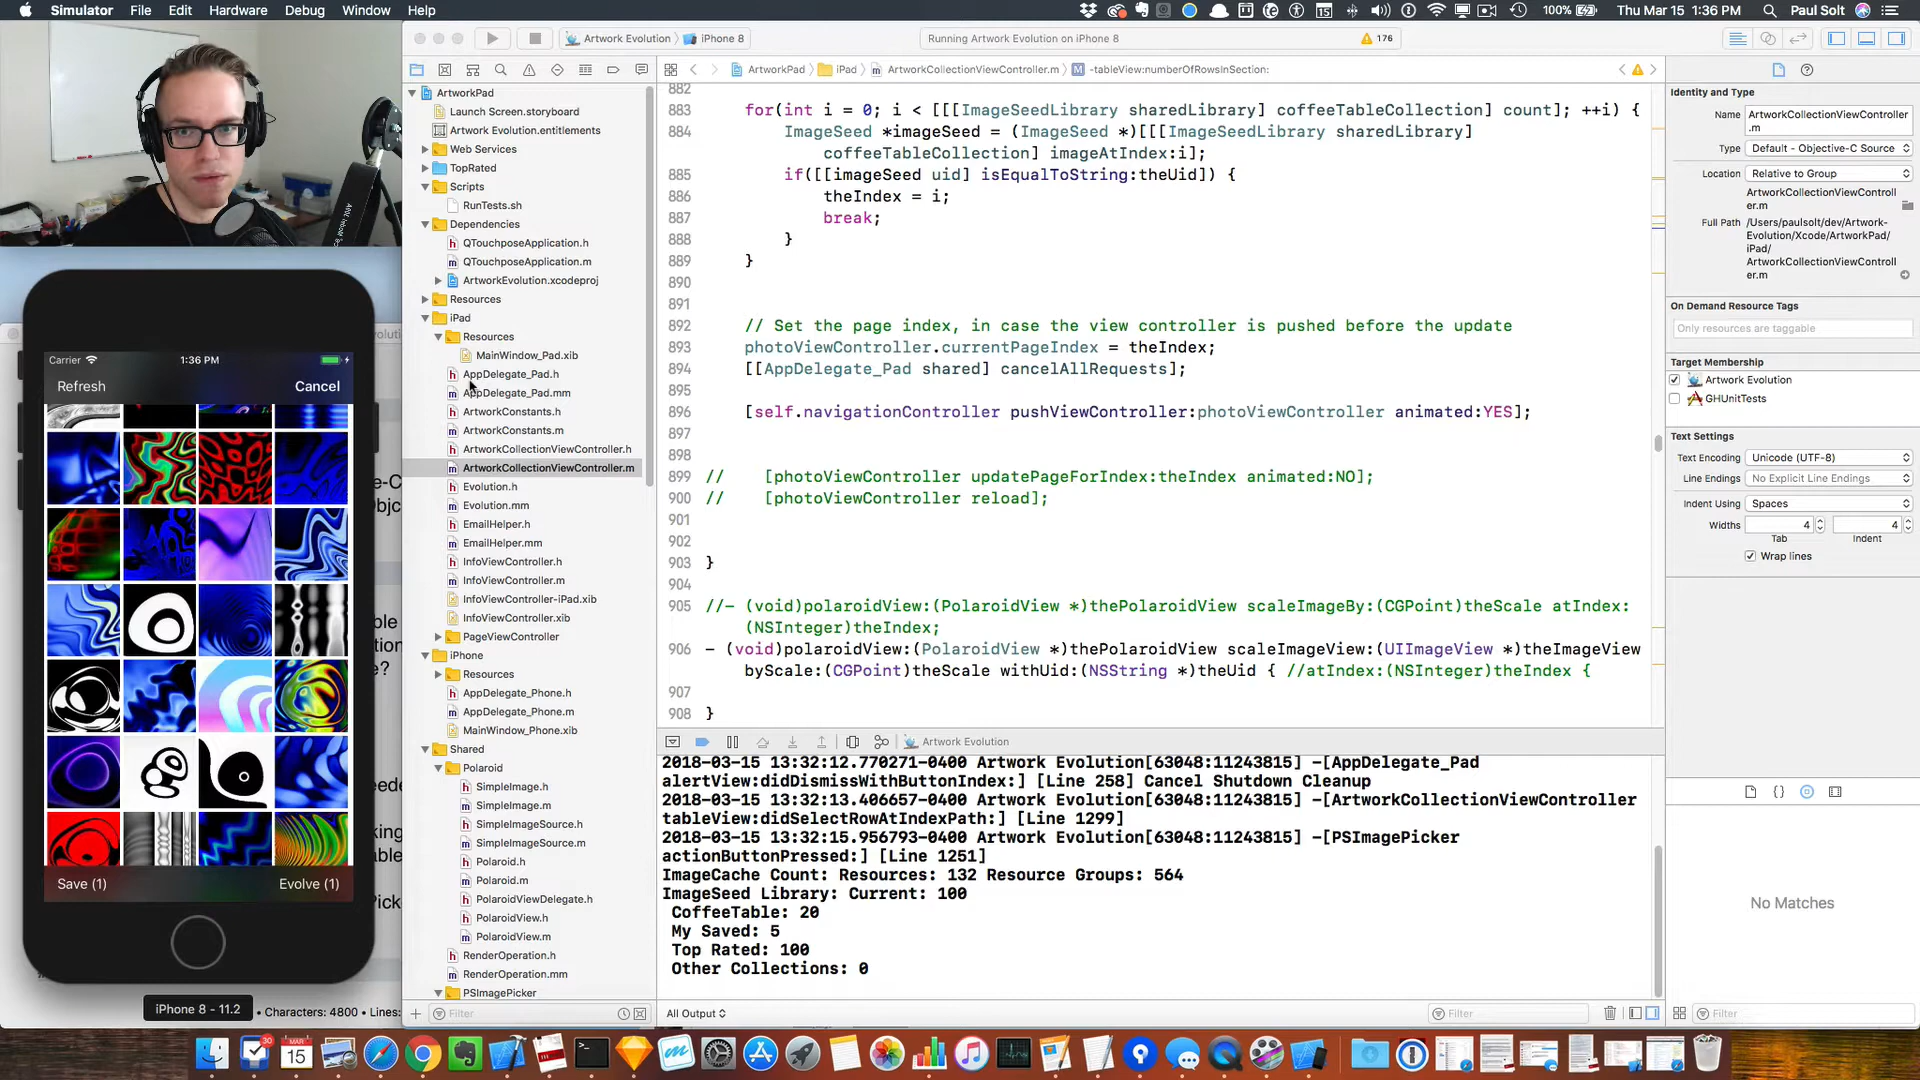 Simulator File Edit Hardware Debug Window Help
100% Thu Mar 15 1:36 PM Paul Solt
Artwork Evolution iPhone 8
Running Artwork Evolution on iPhone 8
176
ArtworkPad iPad ArtworkCollectionViewController.m -tableView:numberOfRowsInSection:
ArtworkPad
Launch Screen.storyboard
Artwork Evolution.entitlements
Web Services
TopRated
Scripts
RunTests.sh
Dependencies
QTouchposeApplication.h
QTouchposeApplication.m
ArtworkEvolution.xcodeproj
Resources
iPad
Resources
MainWindow_Pad.xib
AppDelegate_Pad.h
AppDelegate_Pad.mm
ArtworkConstants.h
ArtworkConstants.m
ArtworkCollectionViewController.h
ArtworkCollectionViewController.m
Evolution.h
Evolution.mm
EmailHelper.h
EmailHelper.mm
InfoViewController.h
InfoViewController.m
InfoViewController-iPad.xib
InfoViewController.xib
PageViewController
iPhone
Resources
AppDelegate_Phone.h
AppDelegate_Phone.m
MainWindow_Phone.xib
Shared
Polaroid
SimpleImage.h
SimpleImage.m
SimpleImageSource.h
SimpleImageSource.m
Polaroid.h
Polaroid.m
PolaroidViewDelegate.h
PolaroidView.h
PolaroidView.m
RenderOperation.h
RenderOperation.mm
PSImagePicker
Filter
Carrier 1:36 PM
Refresh Cancel
Save (1) Evolve (1)
iPhone 8 - 11.2
• Characters: 4800 • Lines:
882
883 for(int i = 0; i < [[[ImageSeedLibrary sharedLibrary] coffeeTableCollection] count]; ++i) {
884 ImageSeed *imageSeed = (ImageSeed *)[[[ImageSeedLibrary sharedLibrary]
coffeeTableCollection] imageAtIndex:i];
885 if([[imageSeed uid] isEqualToString:theUid]) {
886 theIndex = i;
887 break;
888 }
889 }
890
891
892 // Set the page index, in case the view controller is pushed before the update
893 photoViewController.currentPageIndex = theIndex;
894 [[AppDelegate_Pad shared] cancelAllRequests];
895
896 [self.navigationController pushViewController:photoViewController animated:YES];
897
898
899 // [photoViewController updatePageForIndex:theIndex animated:NO];
900 // [photoViewController reload];
901
902
903 }
904
905 //- (void)polaroidView:(PolaroidView *)thePolaroidView scaleImageBy:(CGPoint)theScale atIndex:
(NSInteger)theIndex;
906 - (void)polaroidView:(PolaroidView *)thePolaroidView scaleImageView:(UIImageView *)theImageView
byScale:(CGPoint)theScale withUid:(NSString *)theUid { //atIndex:(NSInteger)theIndex {
907
908 }
Artwork Evolution
2018-03-15 13:32:12.770271-0400 Artwork Evolution[63048:11243815] -[AppDelegate_Pad
alertView:didDismissWithButtonIndex:] [Line 258] Cancel Shutdown Cleanup
2018-03-15 13:32:13.406657-0400 Artwork Evolution[63048:11243815] -[ArtworkCollectionViewController
tableView:didSelectRowAtIndexPath:] [Line 1299]
2018-03-15 13:32:15.956793-0400 Artwork Evolution[63048:11243815] -[PSImagePicker
actionButtonPressed:] [Line 1251]
ImageCache Count: Resources: 132 Resource Groups: 564
ImageSeed Library: Current: 100
CoffeeTable: 20
My Saved: 5
Top Rated: 100
Other Collections: 0
All Output Filter
Identity and Type
Name ArtworkCollectionViewController
.m
Type Default - Objective-C Source
Location Relative to Group
ArtworkCollectionViewControll
er.m
Full Path /Users/paulsolt/dev/Artwork-
Evolution/Xcode/ArtworkPad/
iPad/
ArtworkCollectionViewControll
er.m
On Demand Resource Tags
Only resources are taggable
Target Membership
Artwork Evolution
GHUnitTests
Text Settings
Text Encoding Unicode (UTF-8)
Line Endings No Explicit Line Endings
Indent Using Spaces
Widths 4 4
Tab Indent
Wrap lines
No Matches
Filter